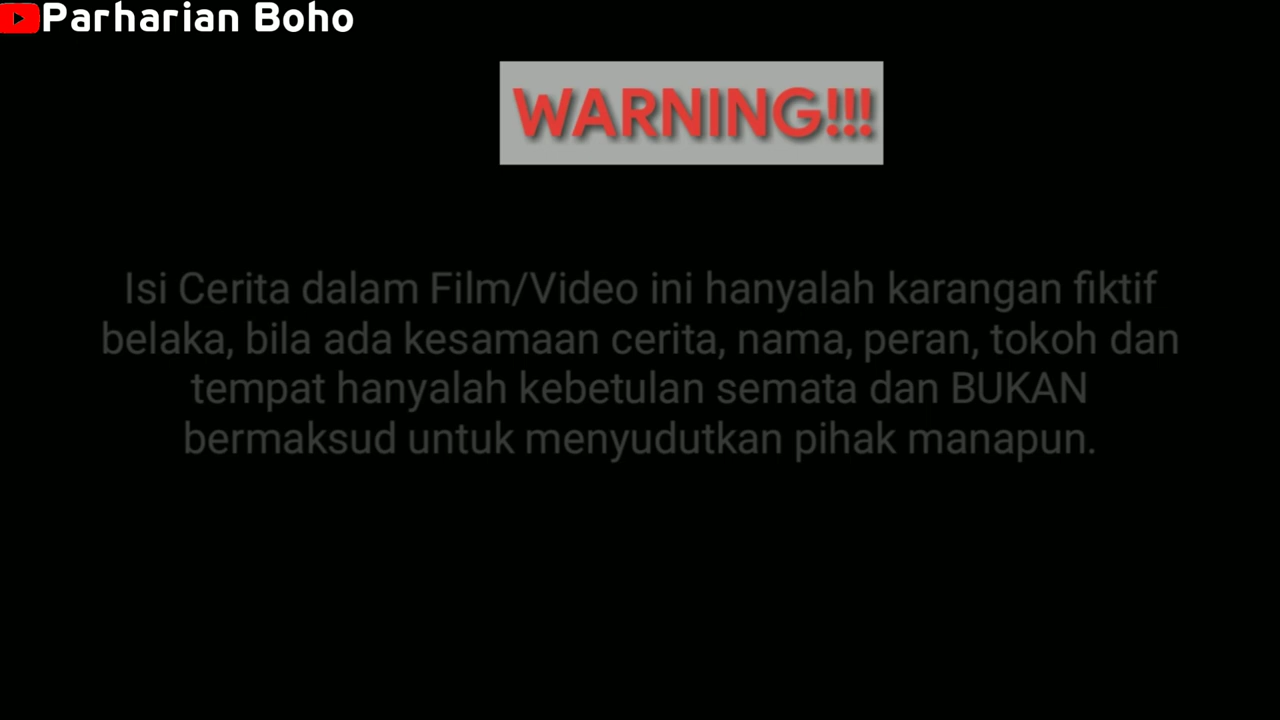 Parharian Boho
WARNING!!!
Isi Cerita dalam Film/Video ini hanyalah karangan fiktif
belaka, bila ada kesamaan cerita, nama, peran, tokoh dan
tempat hanyalah kebetulan semata dan BUKAN
bermaksud untuk menyudutkan pihak manapun.